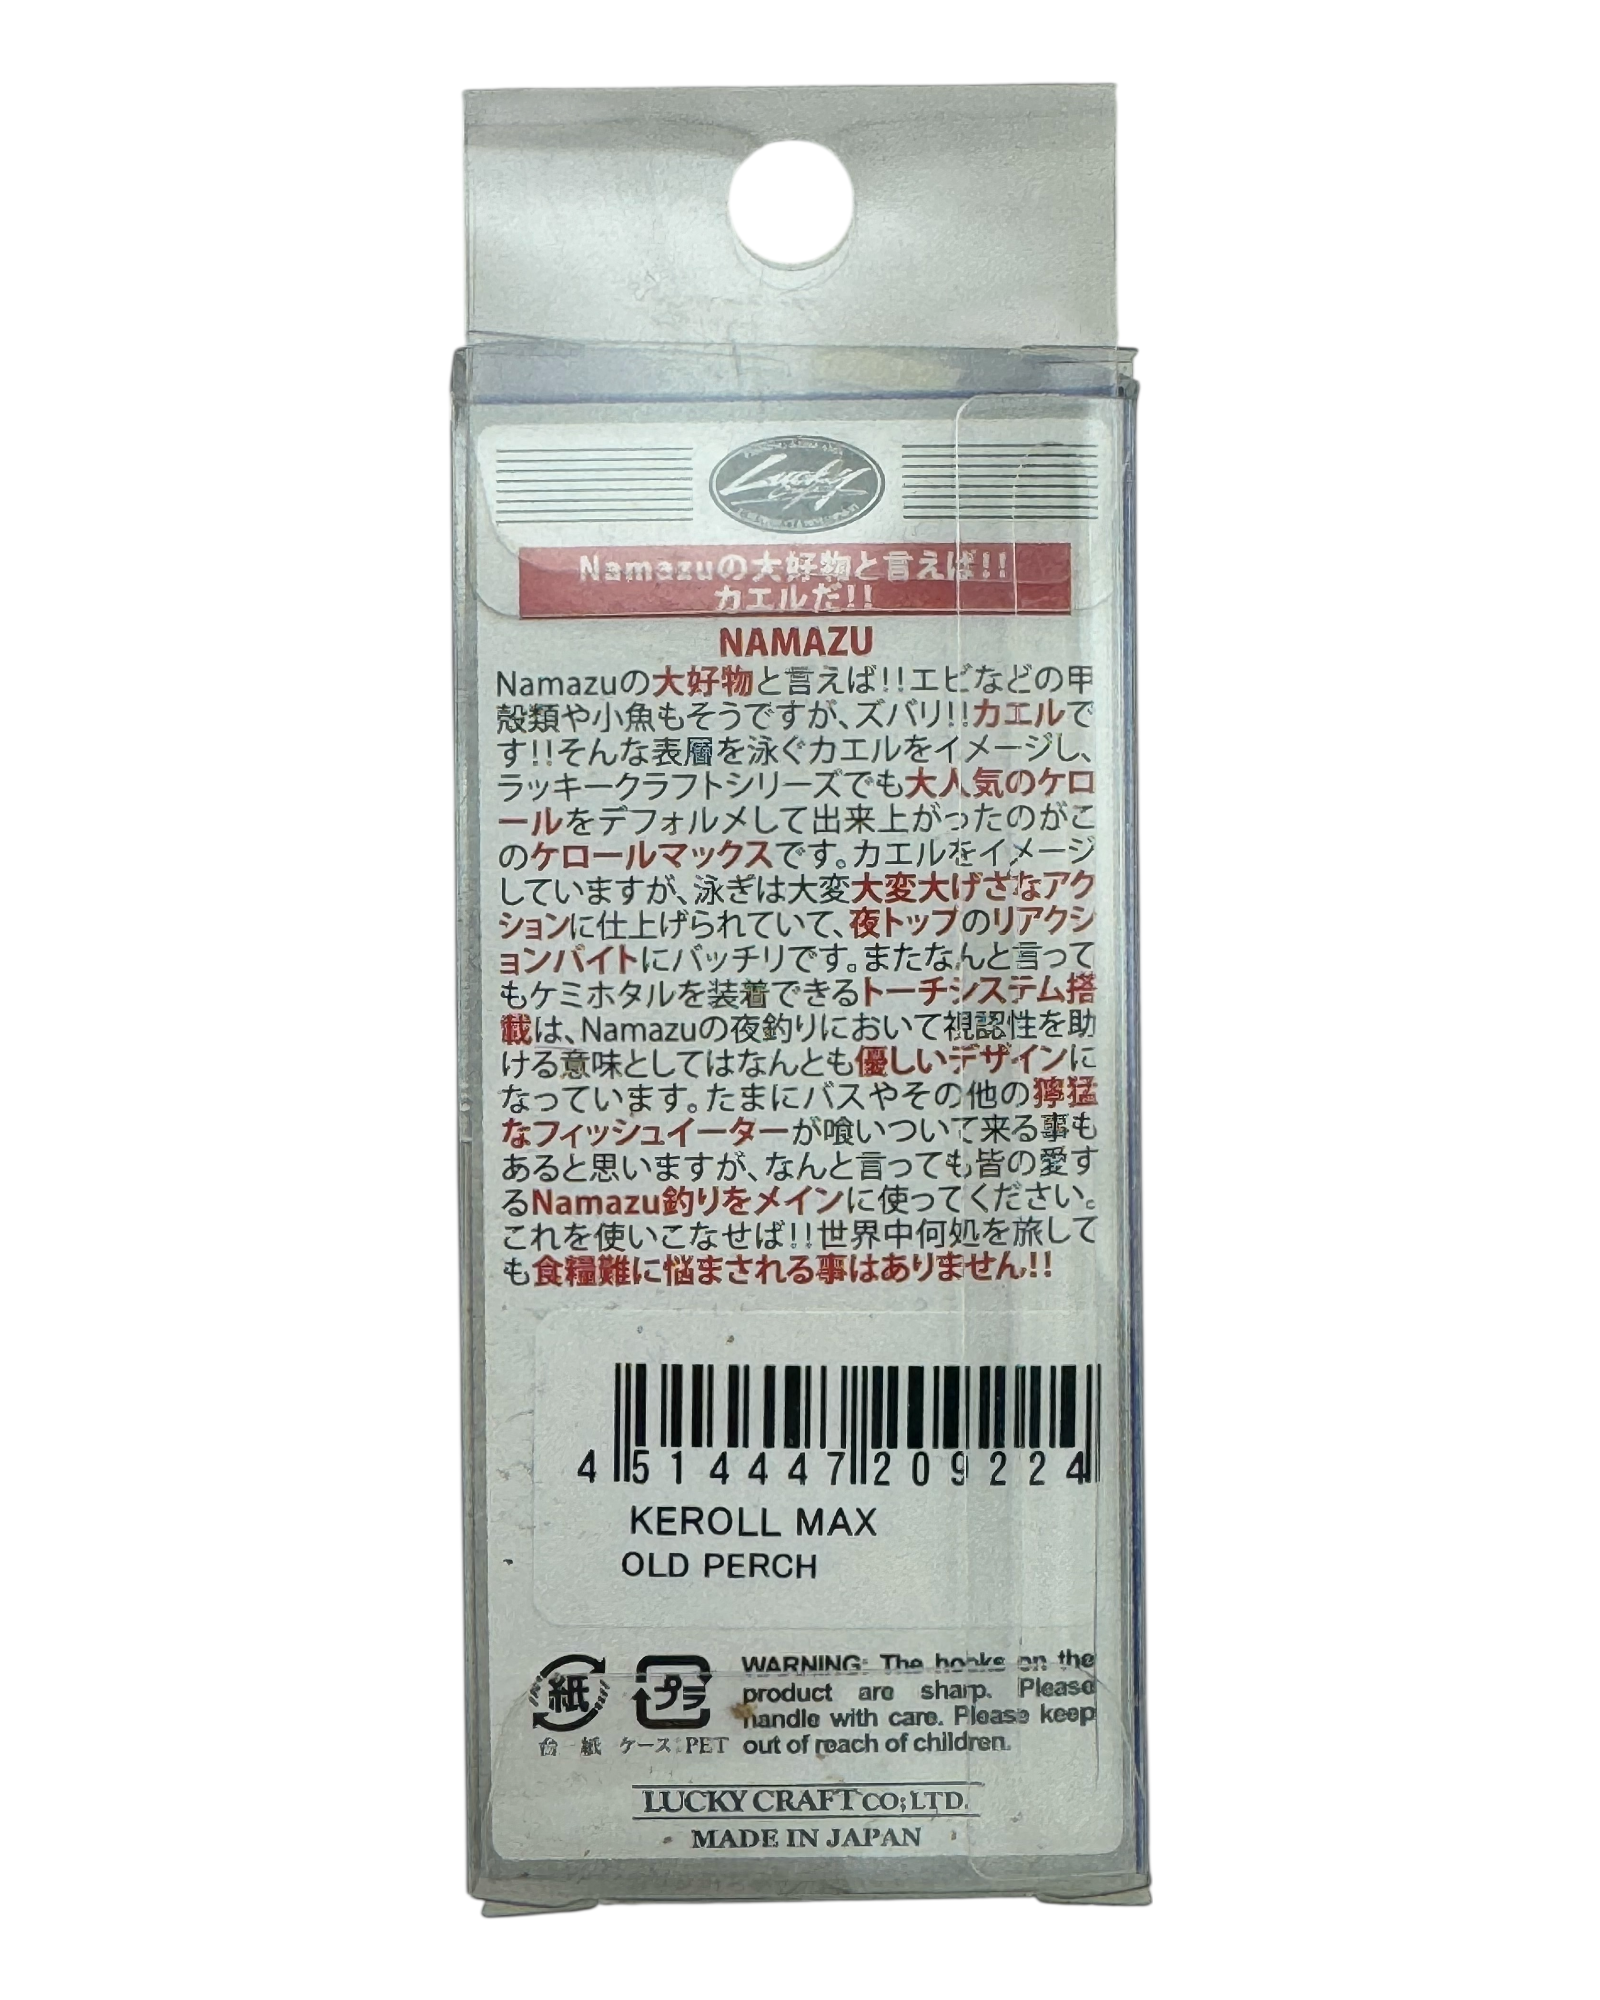 Lucky
Craft
Namazuの大好物と言えば!!
カエルだ!!
NAMAZU
Namazuの大好物と言えば!!エビなどの甲
殻類や小魚もそうですが、ズバリ!!カエルで
す!!そんな表層を泳ぐカエルをイメージし、
ラッキークラフトシリーズでも大人気のケロ
ールをデフォルメして出来上がったのがこ
のケロールマックスです。カエルをイメージ
していますが、泳ぎは大変大変大げさなアク
ションに仕上げられていて、夜トップのリアクシ
ョンバイトにバッチリです。またなんと言って
もケミホタルを装着できるトーチシステム搭
載は、Namazuの夜釣りにおいて視認性を助
ける意味としてはなんとも優しいデザインに
なっています。たまにバスやその他の獰猛
なフィッシュイーターが喰いついて来る事も
あると思いますが、なんと言っても皆の愛す
るNamazu釣りをメインに使ってください。
これを使いこなせば!!世界中何処を旅して
も食糧難に悩まされる事はありません!!
4 514447 209224
KEROLL MAX
OLD PERCH
紙 プラ
台紙 ケース:PET
WARNING: The hooks on the
product are sharp. Please
handle with care. Please keep
out of reach of children.
LUCKY CRAFT CO;LTD.
MADE IN JAPAN